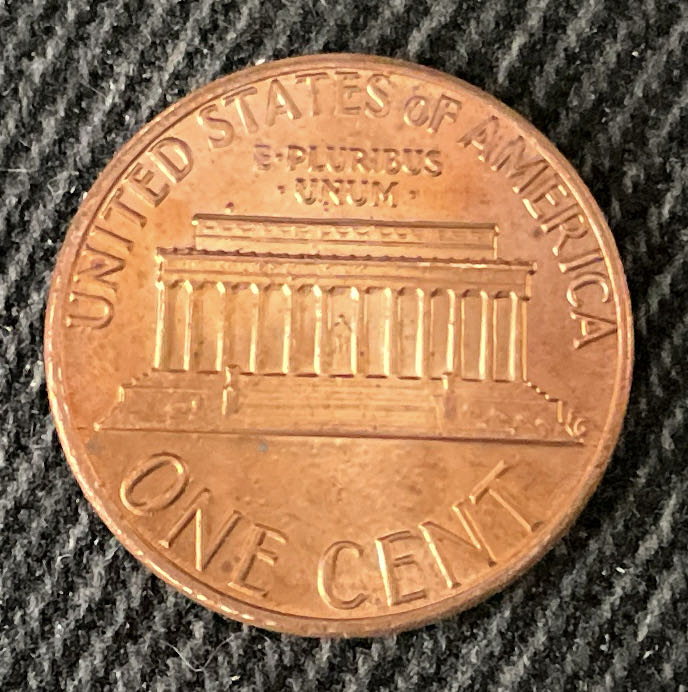 UNITED STATES OF AMERICA
E·PLURIBUS
·UNUM·
ONE CENT